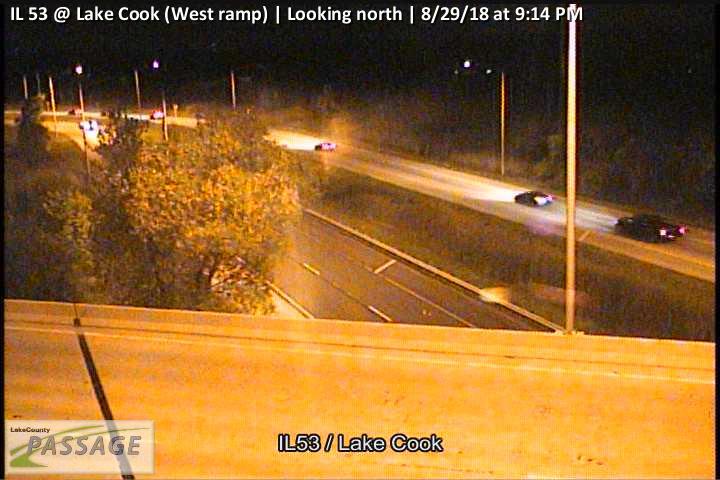 IL 53 @ Lake Cook (West ramp) | Looking north | 8/29/18 at 9:14 PM
LakeCounty
PASSAGE
IL53 / Lake Cook